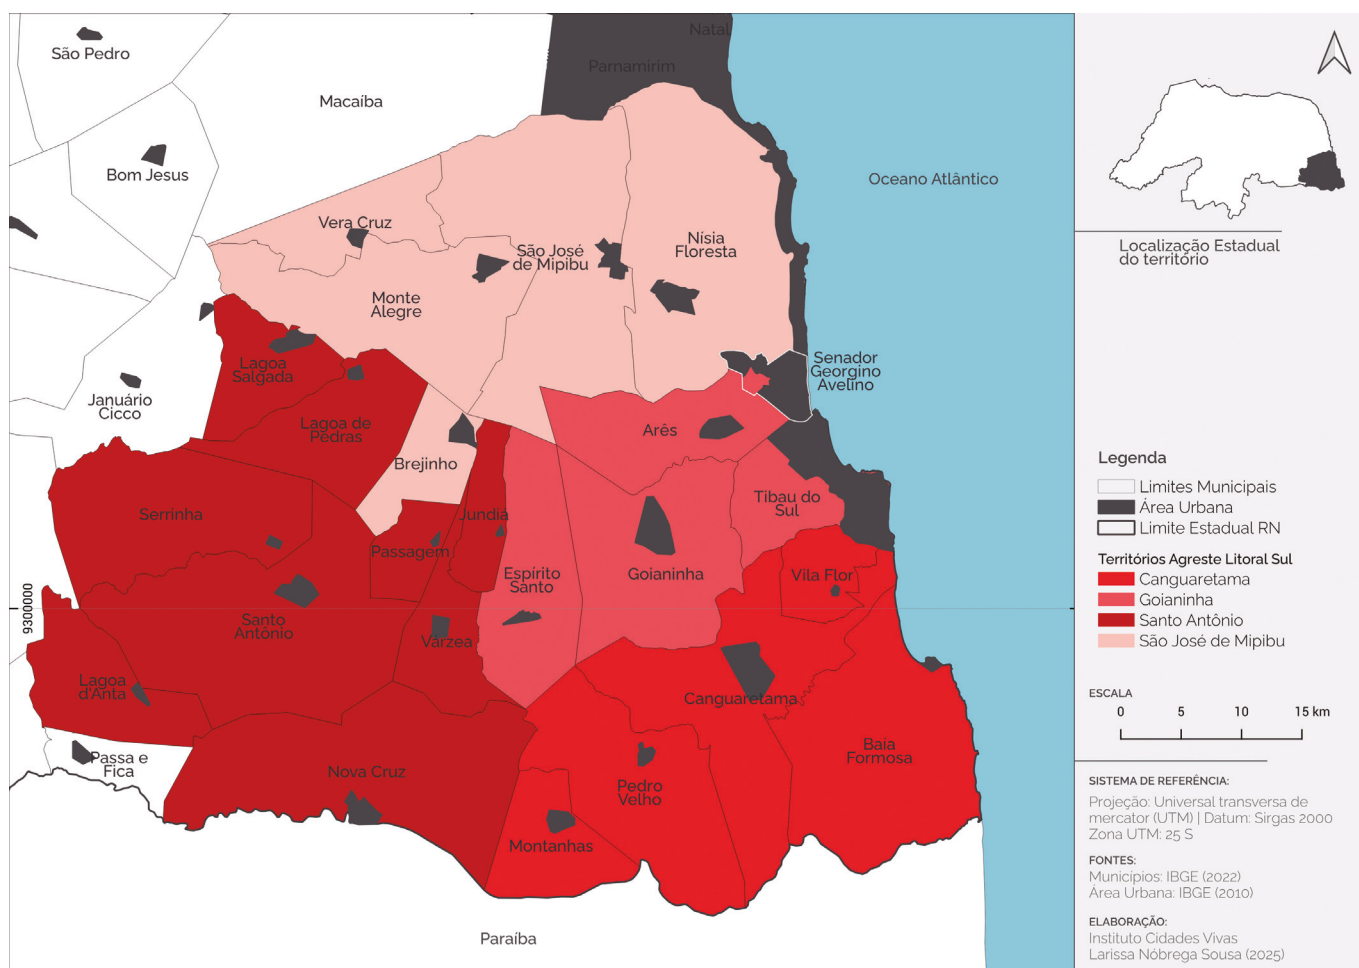 Natal
Parnamirim
São Pedro
Macaíba
Bom Jesus
Oceano Atlântico
Vera Cruz
São José
de Mipibu
Nísia
Floresta
Monte
Alegre
Lagoa
Salgada
Senador
Georgino
Avelino
Januário
Cicco
Lagoa de
Pedras
Arês
Brejinho
Serrinha
Jundia
Tibau do
Sul
Passagem
Espírito
Santo
Goianinha
Vila Flor
9300000
Santo
Antônio
Várzea
Lagoa
d'Anta
Canguaretama
Passa e
Fica
Nova Cruz
Baía
Formosa
Pedro
Velho
Montanhas
Paraíba
Localização Estadual
do território
Legenda
Limites Municipais
Área Urbana
Limite Estadual RN
Territórios Agreste Litoral Sul
Canguaretama
Goianinha
Santo Antônio
São José de Mipibu
ESCALA
0 5 10 15 km
SISTEMA DE REFERÊNCIA:
Projeção: Universal transversa de
mercator (UTM) | Datum: Sirgas 2000
Zona UTM: 25 S
FONTES:
Municípios: IBGE (2022)
Área Urbana: IBGE (2010)
ELABORAÇÃO:
Instituto Cidades Vivas
Larissa Nóbrega Sousa (2025)